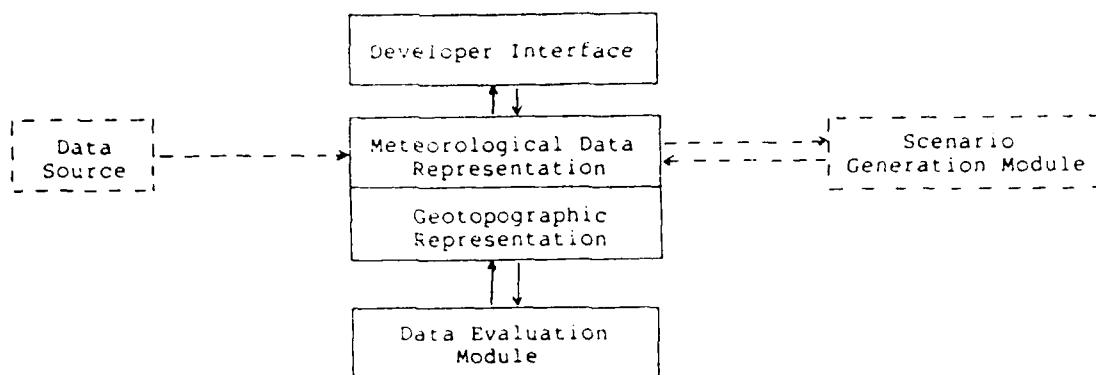 Developer Interface
Data
Source
Meteorological Data
Representation
Scenario
Generation Module
Geotopographic
Representation
Data Evaluation
Module